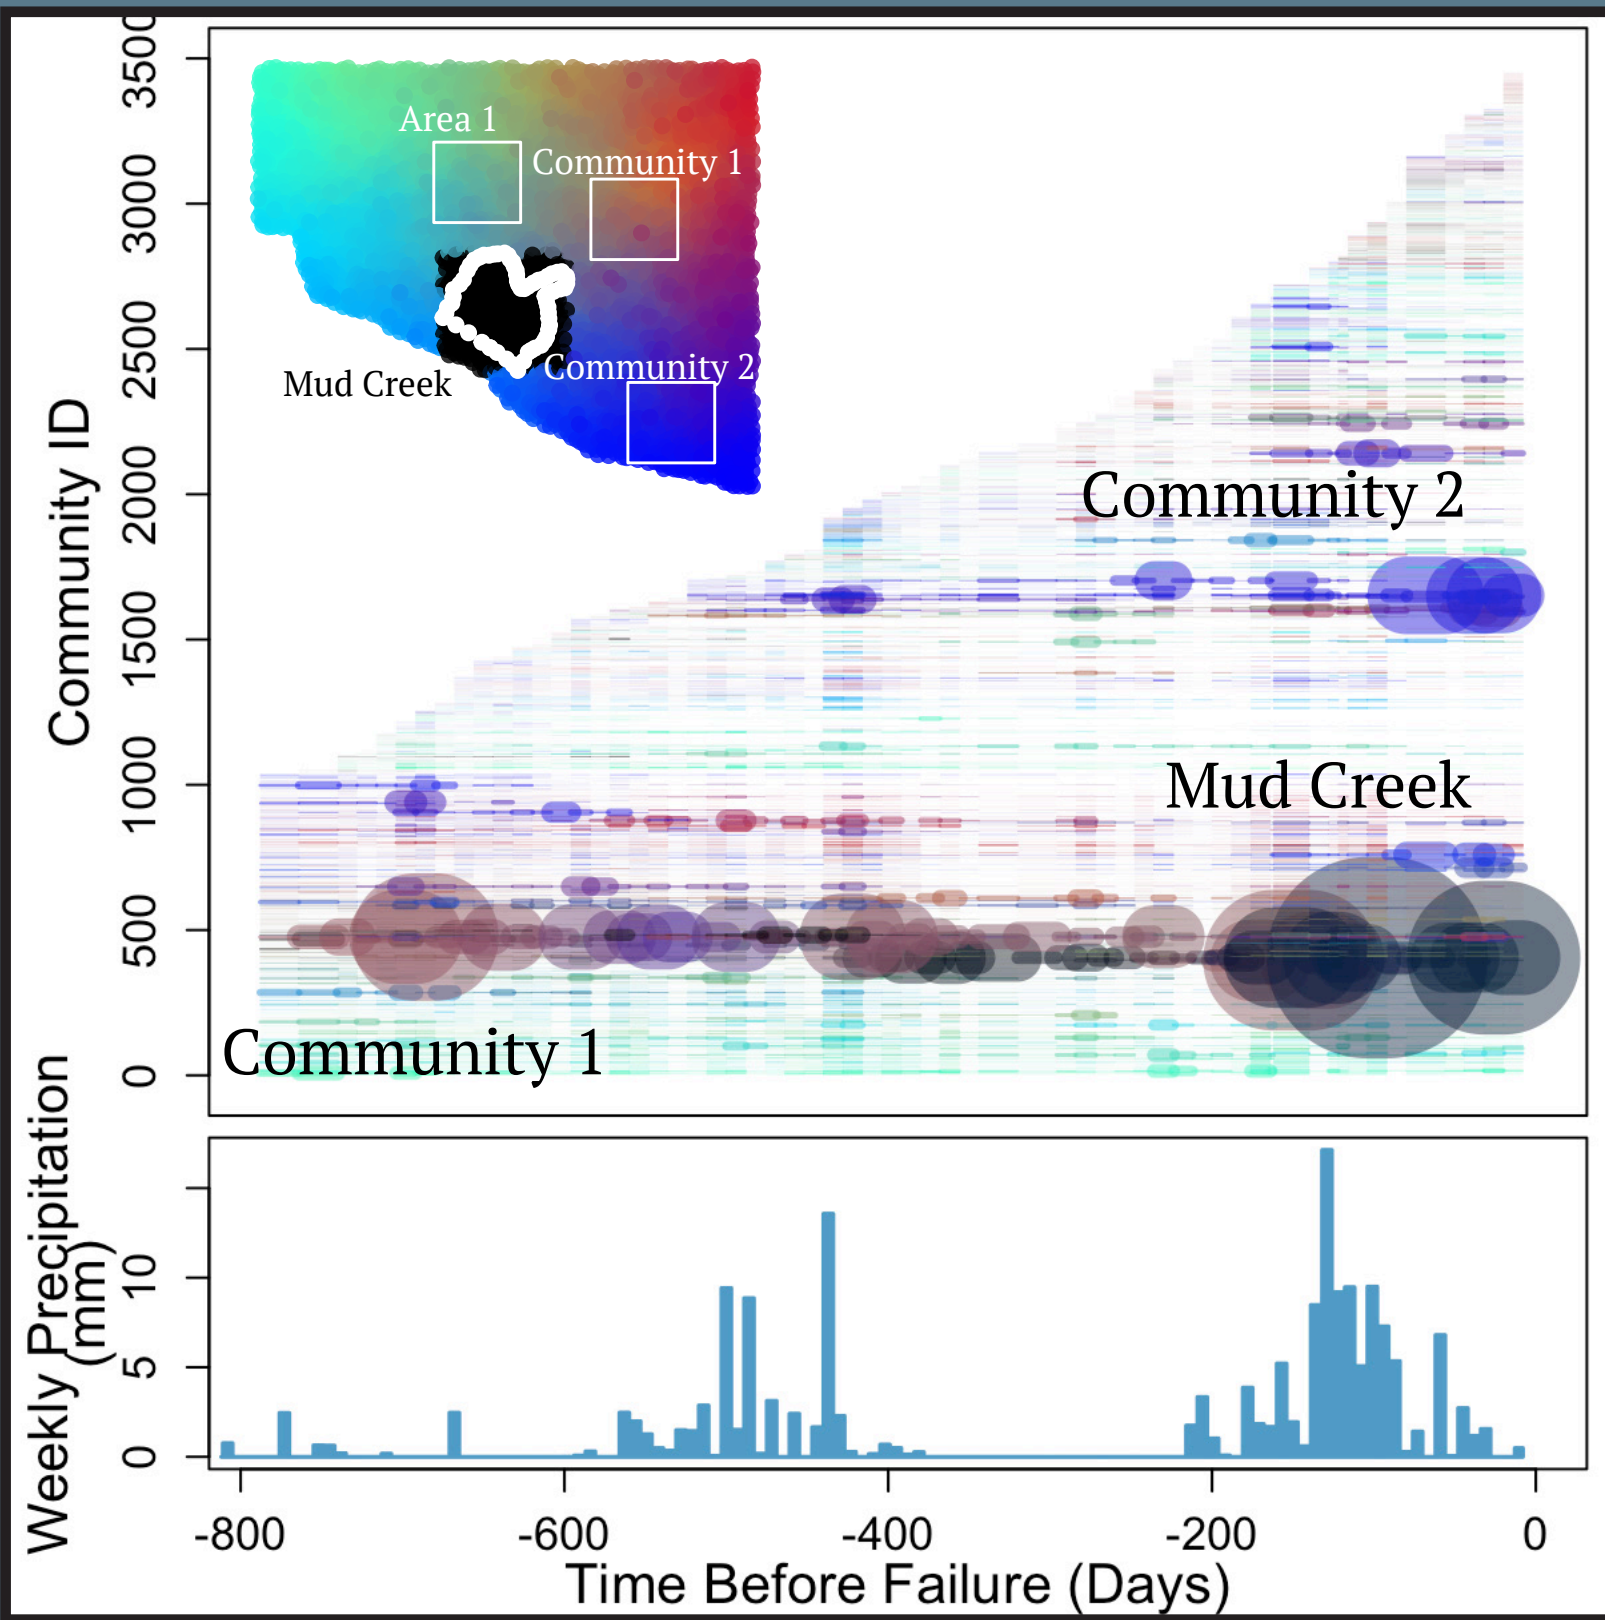 Community ID
3500
3000
2500
2000
1500
1000
500
0
Area 1
Community 1
Community 2
Mud Creek
Community 2
Mud Creek
Community 1
Weekly Precipitation
(mm)
10
5
0
-800 -600 -400 -200 0
Time Before Failure (Days)